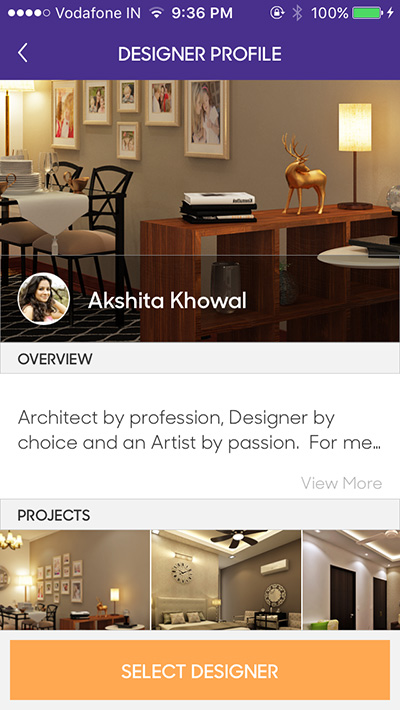 Vodafone IN 9:36 PM 100%
DESIGNER PROFILE
Akshita Khowal
OVERVIEW
Architect by profession, Designer by
choice and an Artist by passion. For me...
View More
PROJECTS
SELECT DESIGNER